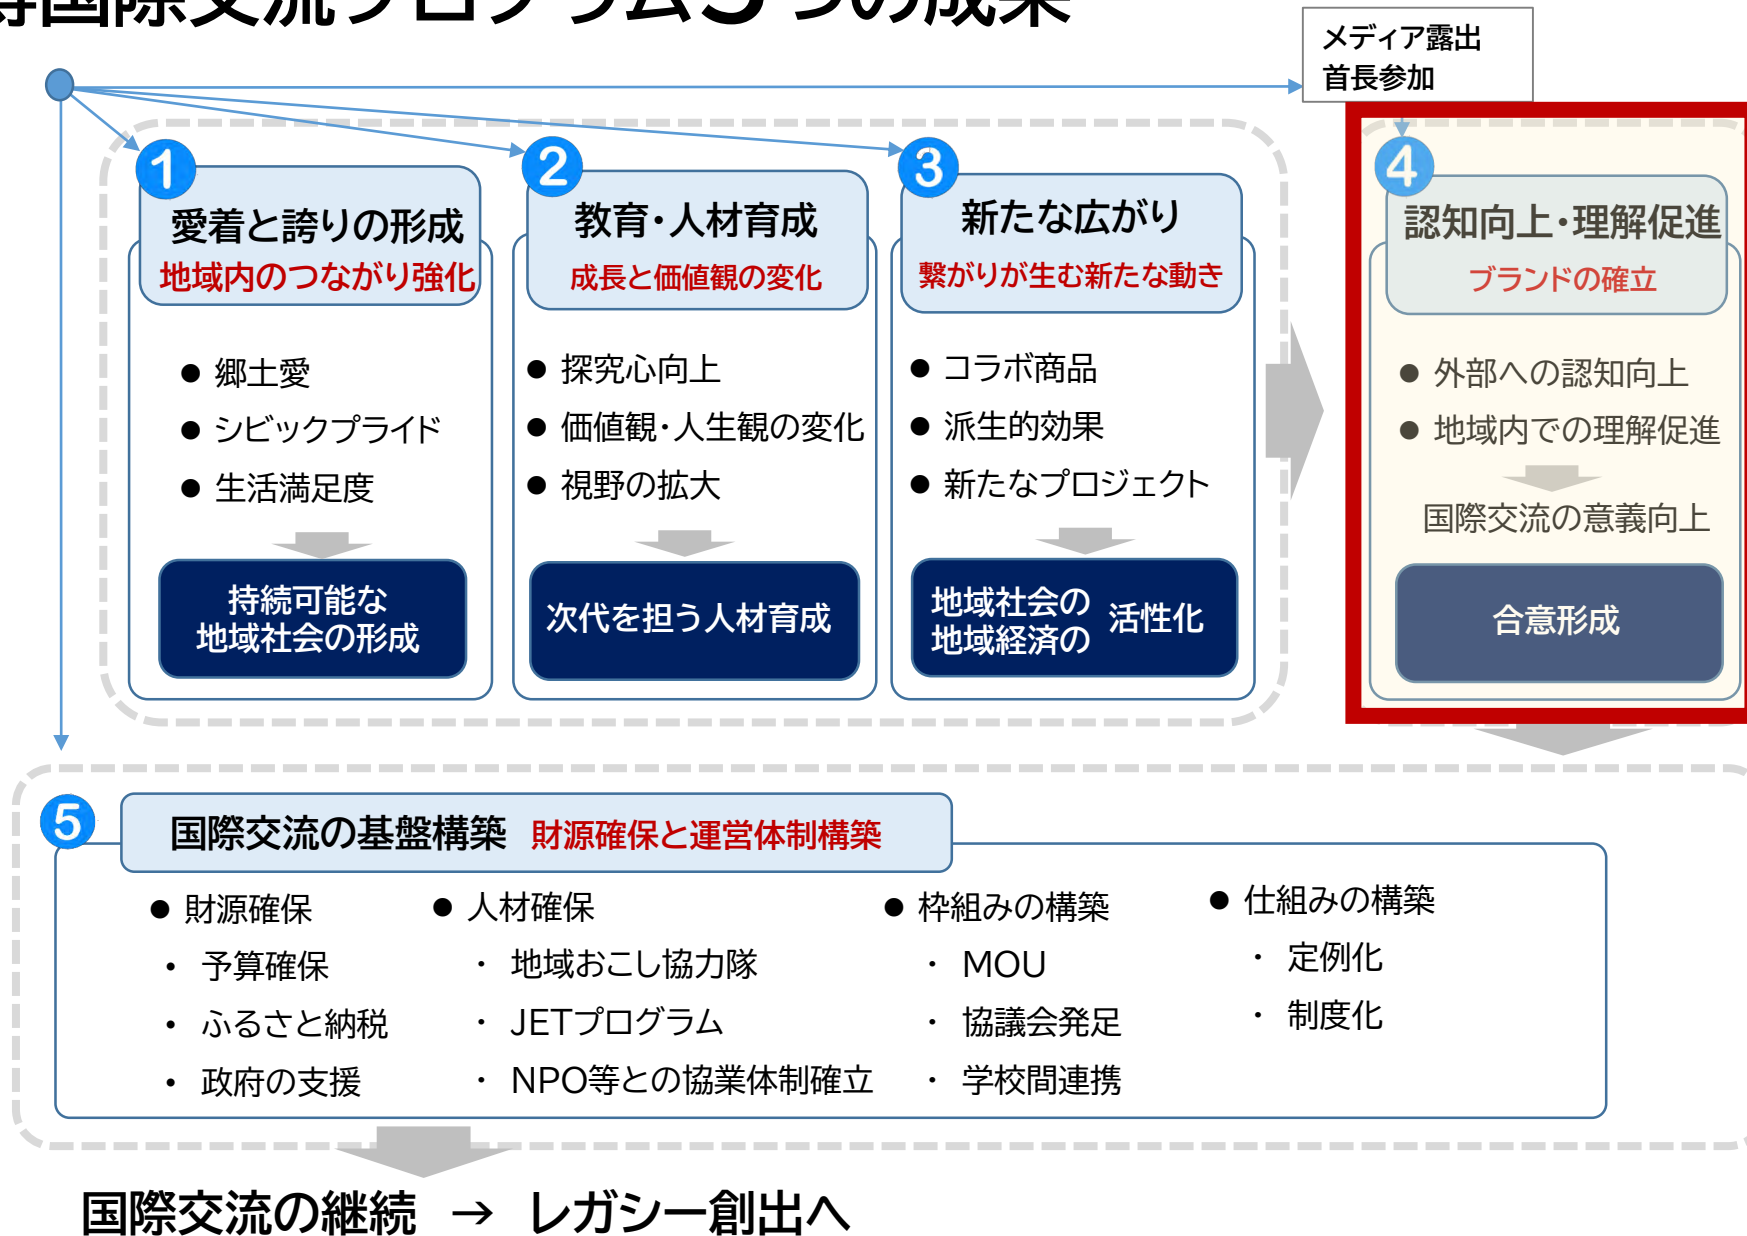 国際交流プログラム5つの成果
メディア露出
首長参加
1
愛着と誇りの形成
地域内のつながり強化
● 郷土愛
● シビックプライド
● 生活満足度
持続可能な
地域社会の形成
2
教育・人材育成
成長と価値観の変化
● 探究心向上
● 価値観・人生観の変化
● 視野の拡大
次代を担う人材育成
3
新たな広がり
繋がりが生む新たな動き
● コラボ商品
● 派生的効果
● 新たなプロジェクト
地域社会の
地域経済の 活性化
4
認知向上・理解促進
ブランドの確立
● 外部への認知向上
● 地域内での理解促進
国際交流の意義向上
合意形成
5
国際交流の基盤構築 財源確保と運営体制構築
● 財源確保
・ 予算確保
・ ふるさと納税
・ 政府の支援
● 人材確保
・ 地域おこし協力隊
・ JETプログラム
・ NPO等との協業体制確立
● 枠組みの構築
・ MOU
・ 協議会発足
・ 学校間連携
● 仕組みの構築
・ 定例化
・ 制度化
国際交流の継続 → レガシー創出へ